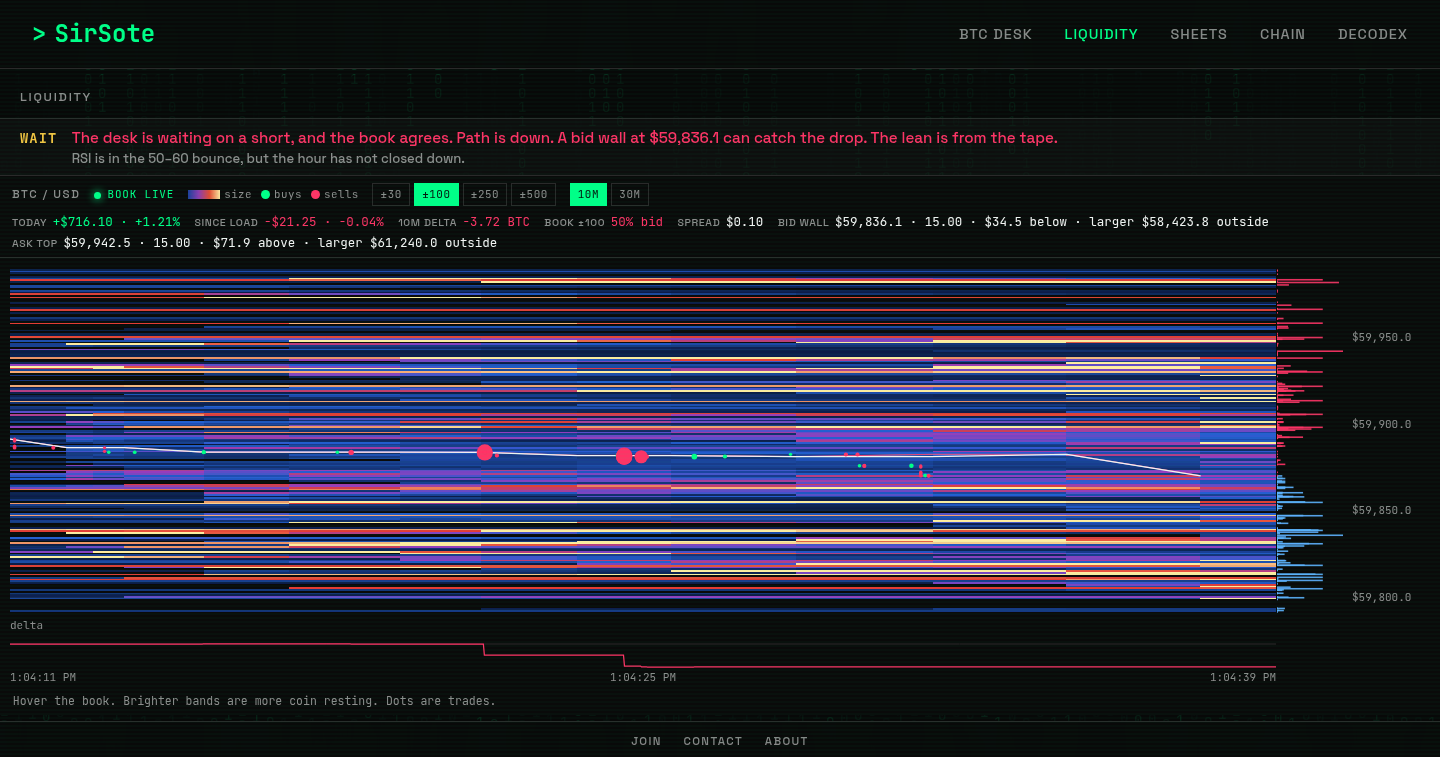 > SirSote
BTC DESK LIQUIDITY SHEETS CHAIN DECODEX
LIQUIDITY
WAIT The desk is waiting on a short, and the book agrees. Path is down. A bid wall at $59,836.1 can catch the drop. The lean is from the tape.
RSI is in the 50–60 bounce, but the hour has not closed down.
BTC / USD BOOK LIVE size buys sells ±30 ±100 ±250 ±500 10M 30M
TODAY +$716.10 · +1.21% SINCE LOAD -$21.25 · -0.04% 10M DELTA -3.72 BTC BOOK ±100 50% bid SPREAD $0.10 BID WALL $59,836.1 · 15.00 · $34.5 below · larger $58,423.8 outside
ASK TOP $59,942.5 · 15.00 · $71.9 above · larger $61,240.0 outside
$59,950.0
$59,900.0
$59,850.0
$59,800.0
delta
1:04:11 PM 1:04:25 PM 1:04:39 PM
Hover the book. Brighter bands are more coin resting. Dots are trades.
JOIN CONTACT ABOUT